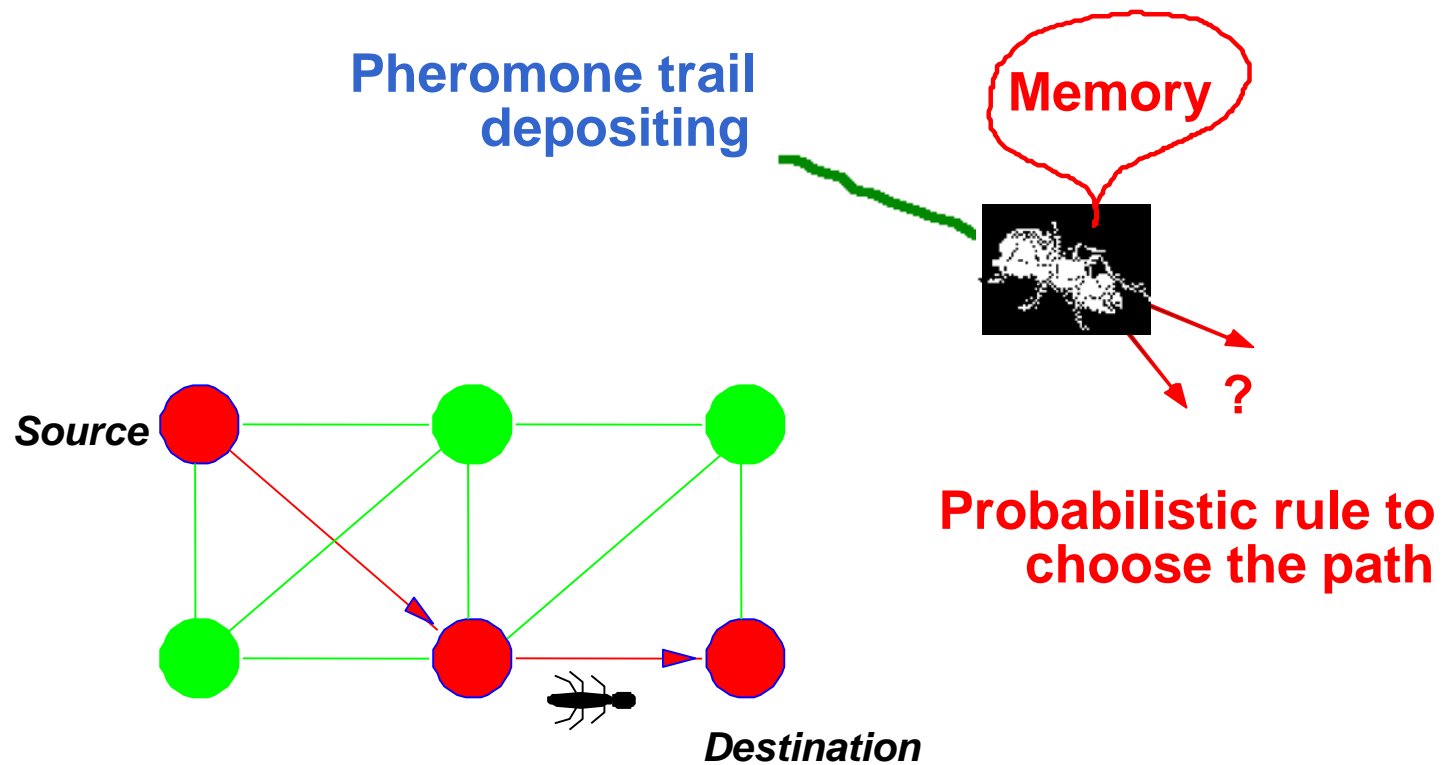 Pheromone trail
depositing
Memory
?
Source
Probabilistic rule to
choose the path
Destination